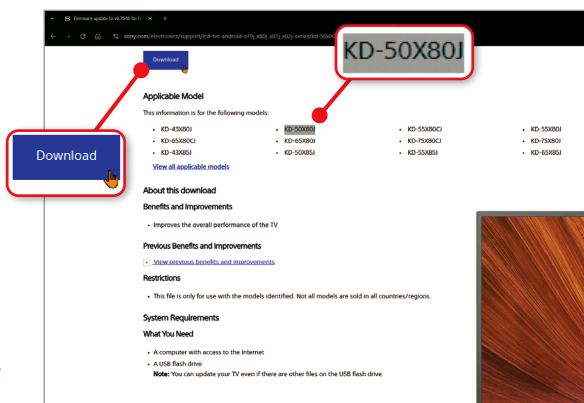 Firmware update to v6.7546 for Fr
sony.com/electronics/support/lcd-tvs-android-x79j_x80j_x81j_x82j-series/kd-50x80
KD-50X80J
Download
Download
Applicable Model
This information is for the following models:
KD-43X80J
KD-50X80J
KD-55X80CJ
KD-55X80J
KD-65X80CJ
KD-65X80J
KD-75X80CJ
KD-75X80J
KD-43X85J
KD-50X85J
KD-55X85J
KD-65X85J
View all applicable models
About this download
Benefits and Improvements
Improves the overall performance of the TV
Previous Benefits and Improvements
+ View previous benefits and improvements
Restrictions
This file is only for use with the models identified. Not all models are sold in all countries/regions.
System Requirements
What You Need
A computer with access to the Internet
A USB flash drive
Note: You can update your TV even if there are other files on the USB flash drive.